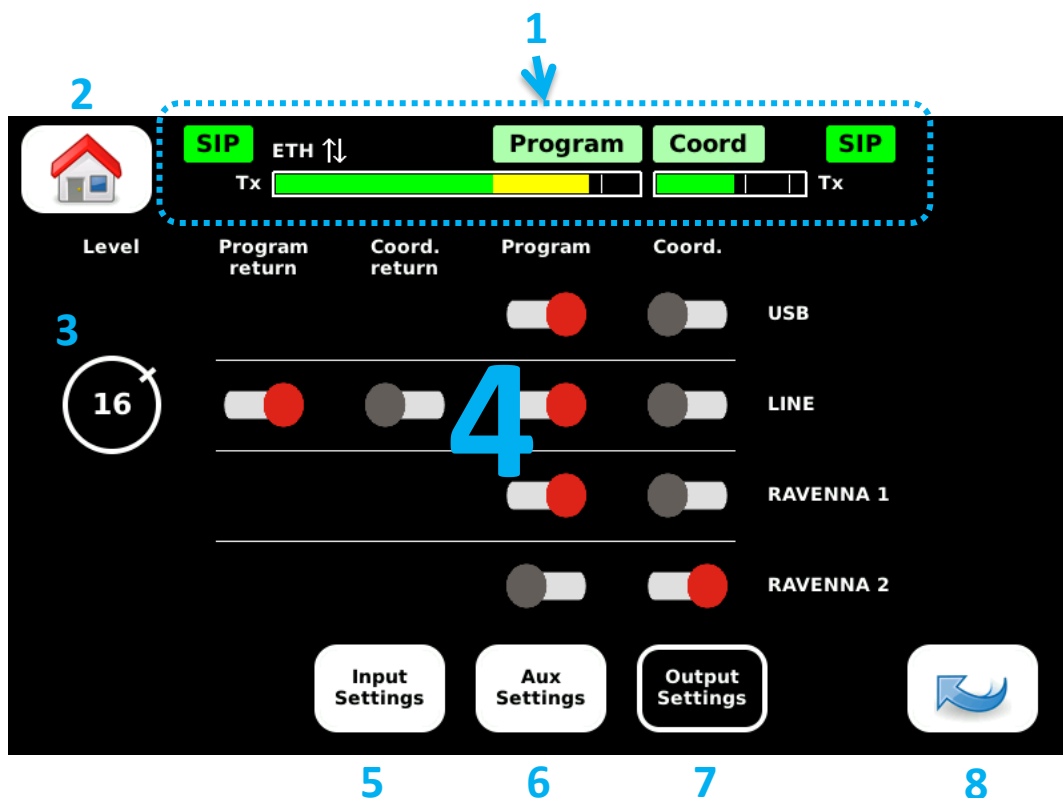 1
2
SIP ETH Program Coord SIP
Tx Tx
Level Program return Coord. return Program Coord.
USB
3
16 4 LINE
RAVENNA 1
RAVENNA 2
Input Settings Aux Settings Output Settings
5 6 7 8